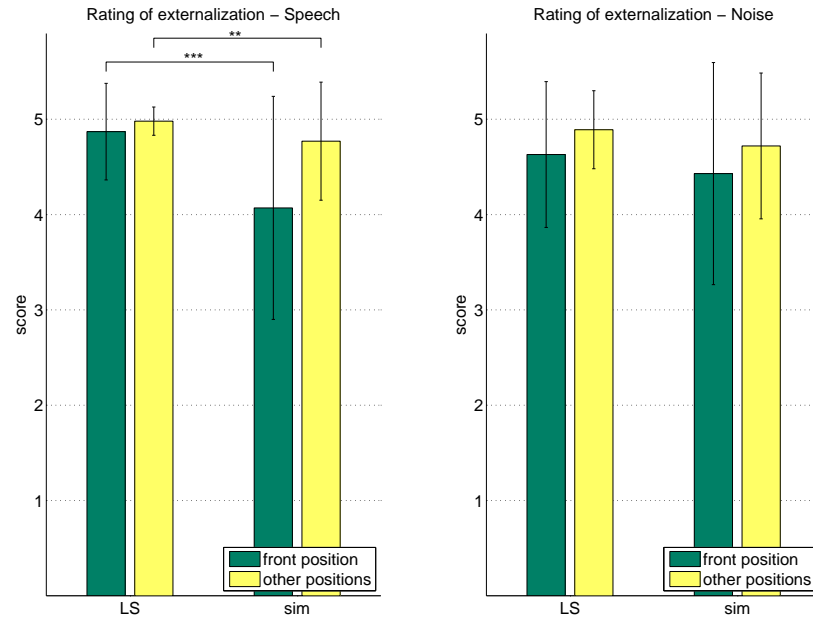 Rating of externalization − Speech
**
***
5
4
3
2
1
score
front position
other positions
LS
sim
Rating of externalization − Noise
5
4
3
2
1
score
front position
other positions
LS
sim